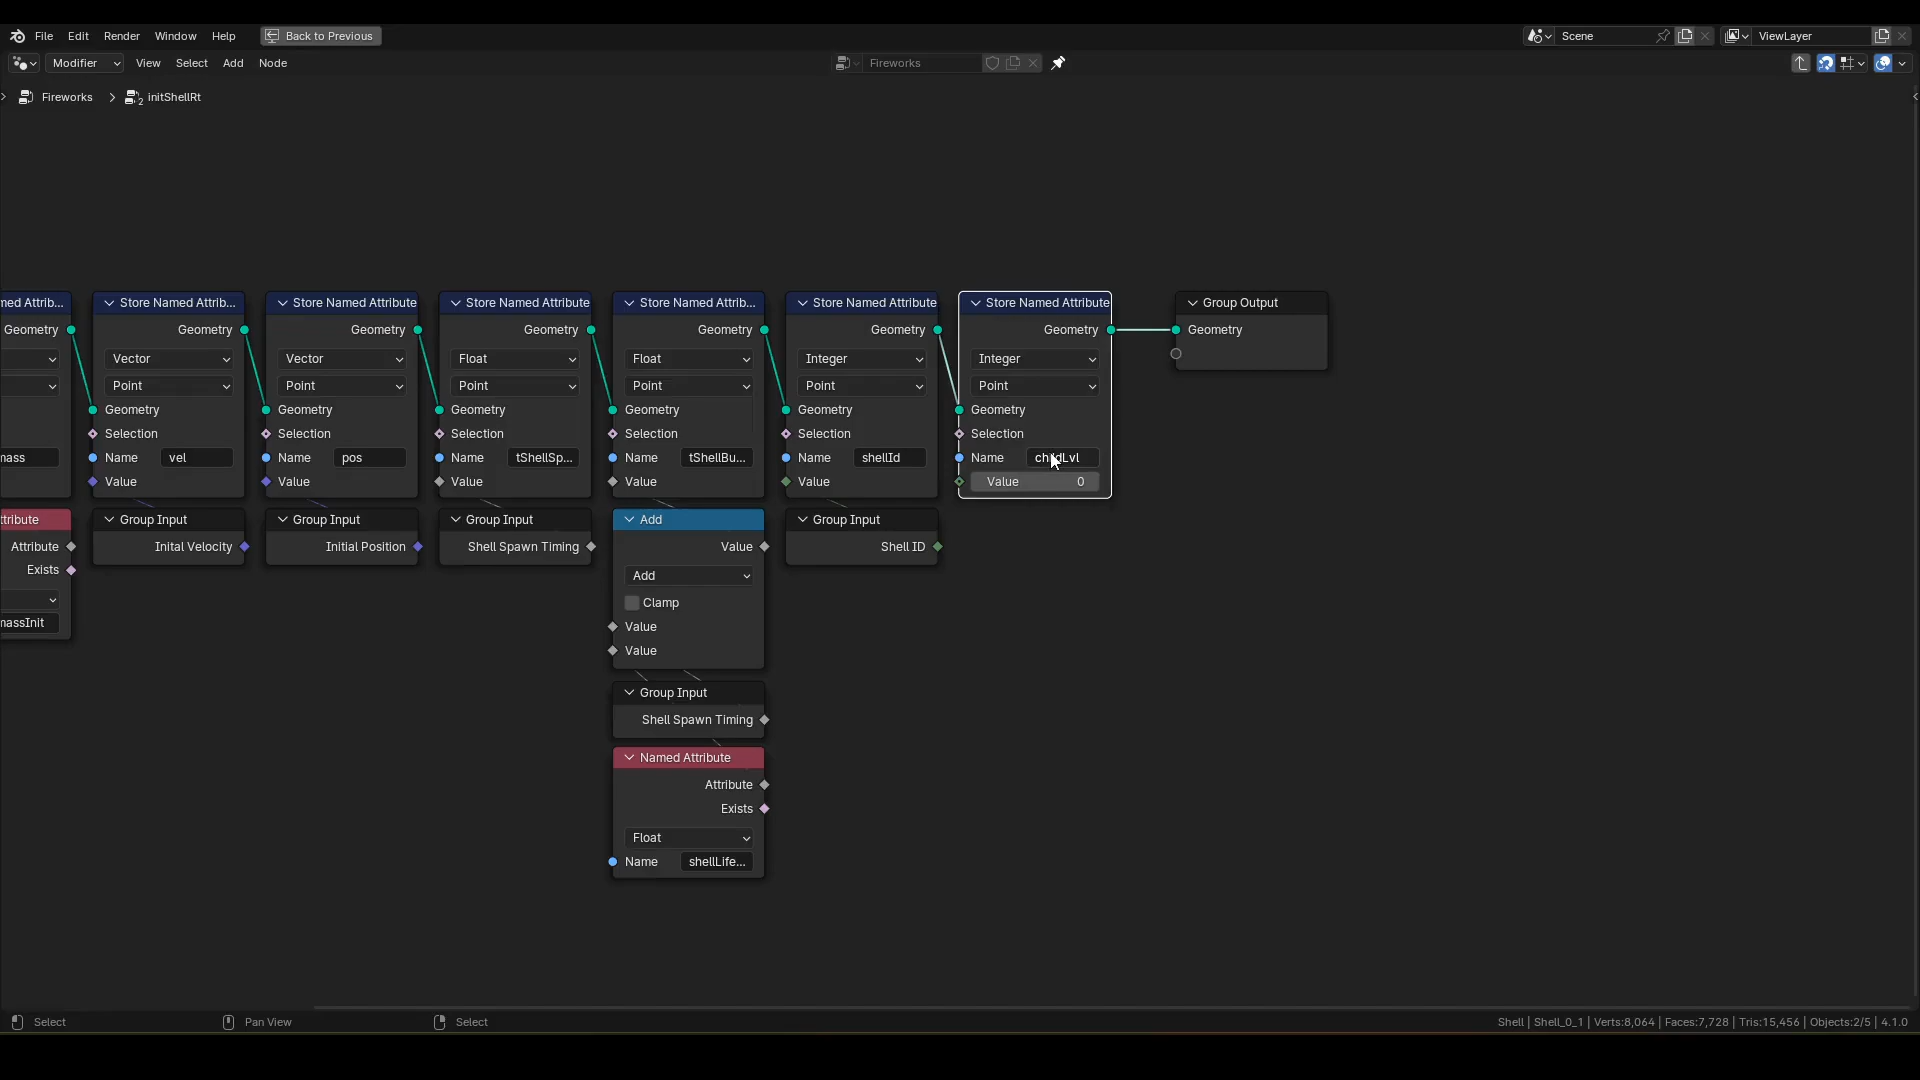 File Edit Render Window Help Back to Previous Scene ViewLayer
Modifier View Select Add Node Fireworks
Fireworks 2 initShellRt
ned Attrib... Store Named Attrib... Store Named Attribute Store Named Attribute Store Named Attrib... Store Named Attribute Store Named Attribute Group Output
Geometry Geometry Geometry Geometry Geometry Geometry Geometry Geometry
Vector Vector Float Float Integer Integer
Point Point Point Point Point Point
Geometry Geometry Geometry Geometry Geometry Geometry
Selection Selection Selection Selection Selection Selection
mass Name vel Name pos Name tShellSp... Name tShellBu... Name shellId Name childLvl
Value Value Value Value Value Value 0
ttribute Group Input Group Input Group Input Add Group Input
Attribute Inital Velocity Initial Position Shell Spawn Timing Value Shell ID
Exists
Add
Clamp
massInit
Value
Value
Group Input
Shell Spawn Timing
Named Attribute
Attribute
Exists
Float
Name shellLife...
Select Pan View Select Shell | Shell_0_1 | Verts:8,064 | Faces:7,728 | Tris:15,456 | Objects:2/5 | 4.1.0